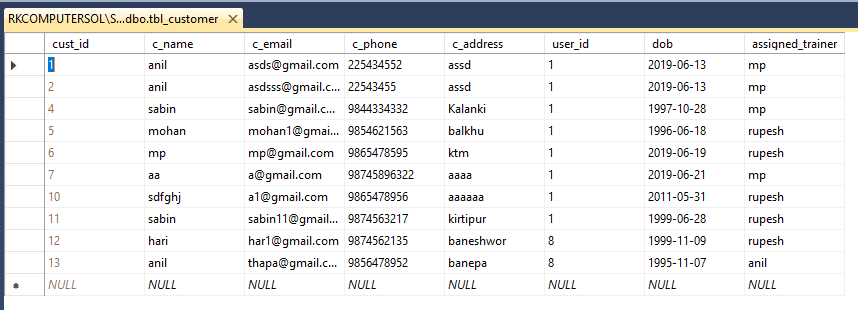 RKCOMPUTERSOL\S...dbo.tbl_customer
cust_id c_name c_email c_phone c_address user_id dob assigned_trainer
1 anil asds@gmail.com 225434552 assd 1 2019-06-13 mp
2 anil asdsss@gmail.c... 22543455 assd 1 2019-06-13 mp
4 sabin sabin@gmail.co... 9844334332 Kalanki 1 1997-10-28 mp
5 mohan mohan1@gmai... 9854621563 balkhu 1 1996-06-18 rupesh
6 mp mp@gmail.com 9865478595 ktm 1 2019-06-19 rupesh
7 aa a@gmail.com 98745896322 aaaa 1 2019-06-21 mp
10 sdfghj a1@gmail.com 9865478956 aaaaaa 1 2011-05-31 rupesh
11 sabin sabin11@gmail... 9874563217 kirtipur 1 1999-06-28 rupesh
12 hari har1@gmail.com 9874562135 baneshwor 8 1999-11-09 rupesh
13 anil thapa@gmail.c... 9856478952 banepa 8 1995-11-07 anil
NULL NULL NULL NULL NULL NULL NULL NULL